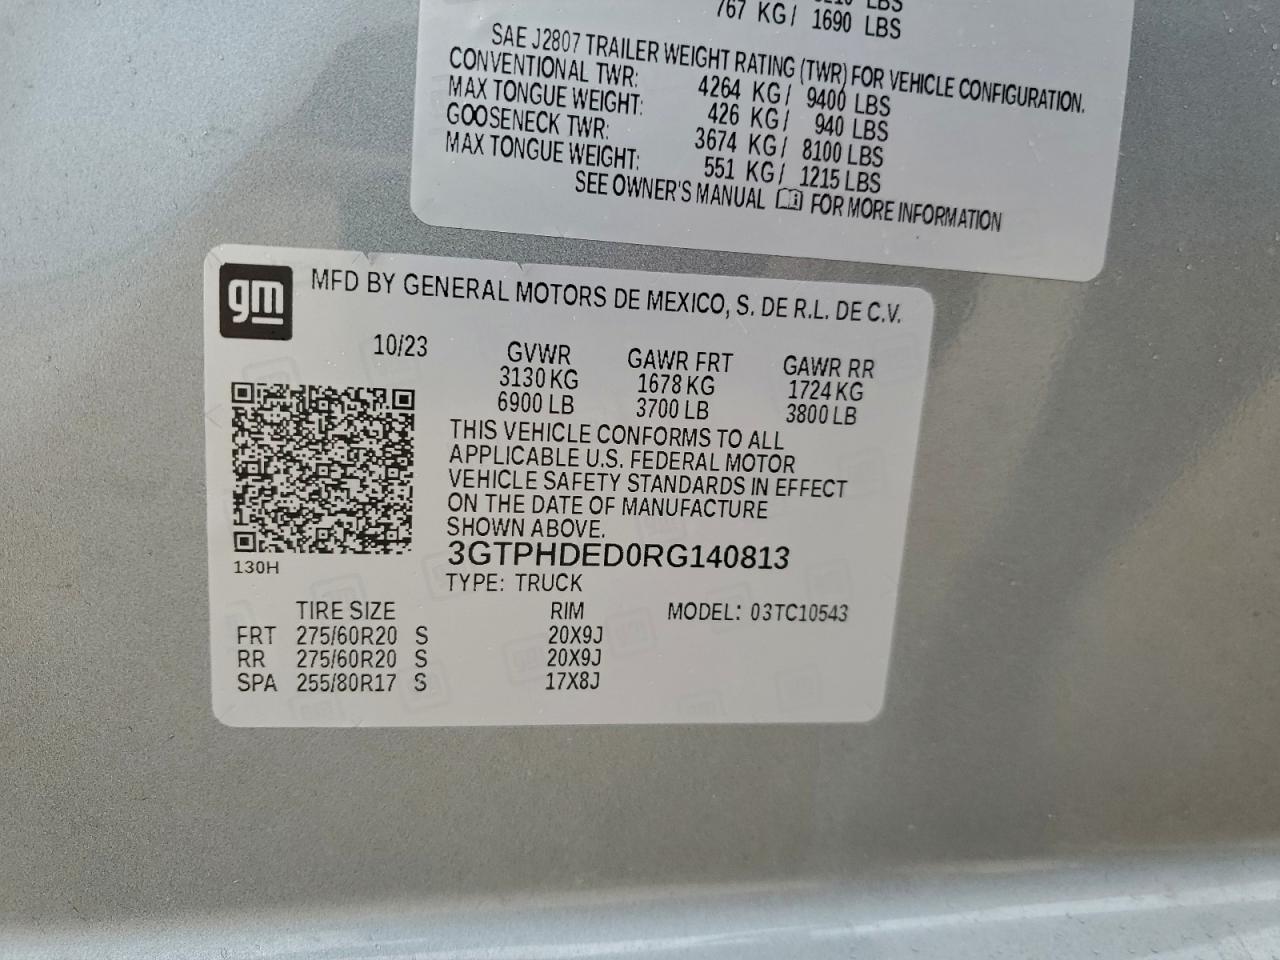 LBS
767 KG/ 1690 LBS
SAE J2807 TRAILER WEIGHT RATING (TWR) FOR VEHICLE CONFIGURATION.
CONVENTIONAL TWR: 4264 KG/ 9400 LBS
MAX TONGUE WEIGHT: 426 KG/ 940 LBS
GOOSENECK TWR: 3674 KG/ 8100 LBS
MAX TONGUE WEIGHT: 551 KG/ 1215 LBS
SEE OWNER'S MANUAL FOR MORE INFORMATION
gm
MFD BY GENERAL MOTORS DE MEXICO, S. DE R.L. DE C.V.
10/23 GVWR GAWR FRT GAWR RR
3130 KG 1678 KG 1724 KG
6900 LB 3700 LB 3800 LB
THIS VEHICLE CONFORMS TO ALL
APPLICABLE U.S. FEDERAL MOTOR
VEHICLE SAFETY STANDARDS IN EFFECT
ON THE DATE OF MANUFACTURE
SHOWN ABOVE.
3GTPHDED0RG140813
130H
TYPE: TRUCK
TIRE SIZE RIM MODEL: 03TC10543
FRT 275/60R20 S 20X9J
RR 275/60R20 S 20X9J
SPA 255/80R17 S 17X8J